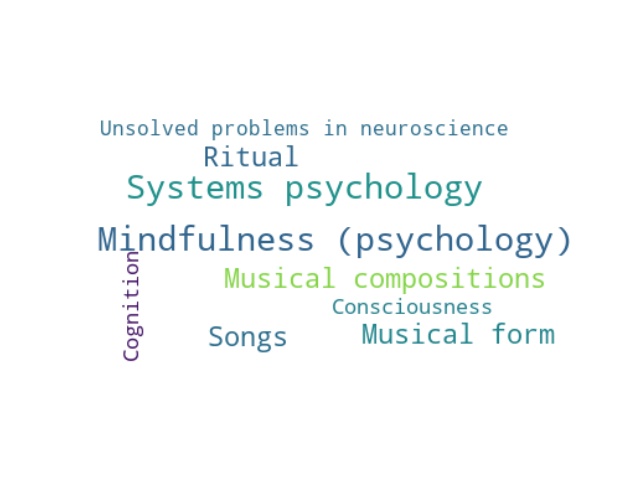 Unsolved problems in neuroscience
Ritual
Systems psychology
Mindfulness (psychology)
Cognition
Musical compositions
Consciousness
Songs
Musical form